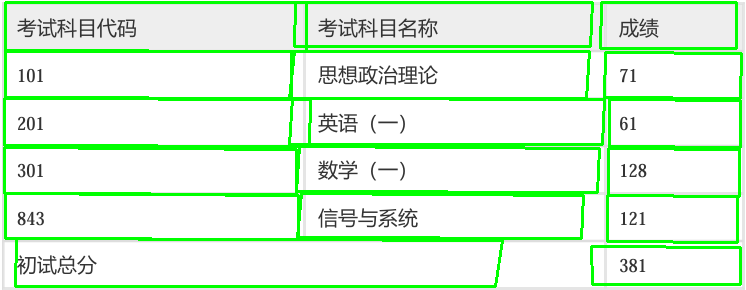 考试科目代码 考试科目名称 成绩
101 思想政治理论 71
201 英语（一） 61
301 数学（一） 128
843 信号与系统 121
初试总分 381